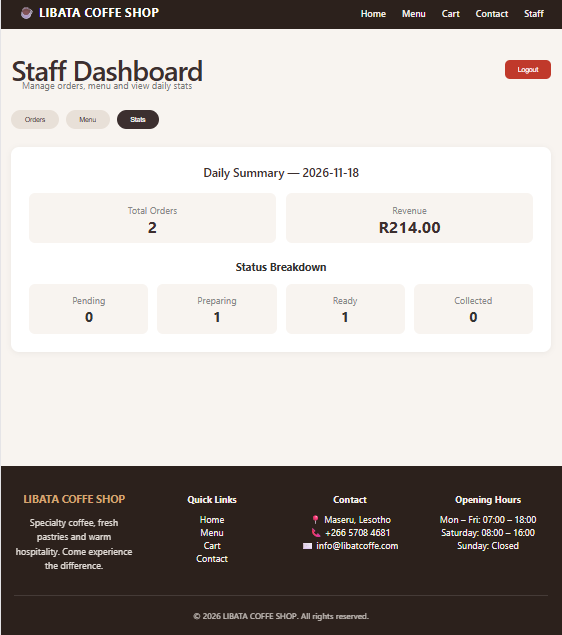 LIBATA COFFE SHOP
Home Menu Cart Contact Staff
Staff Dashboard
Manage orders, menu and view daily stats
Logout
Orders Menu Stats
Daily Summary — 2026-11-18
Total Orders
2
Revenue
R214.00
Status Breakdown
Pending
0
Preparing
1
Ready
1
Collected
0
LIBATA COFFE SHOP
Specialty coffee, fresh
pastries and warm
hospitality. Come experience
the difference.
Quick Links
Home
Menu
Cart
Contact
Contact
Maseru, Lesotho
+266 5708 4681
info@libatcoffe.com
Opening Hours
Mon – Fri: 07:00 – 18:00
Saturday: 08:00 – 16:00
Sunday: Closed
© 2026 LIBATA COFFE SHOP. All rights reserved.